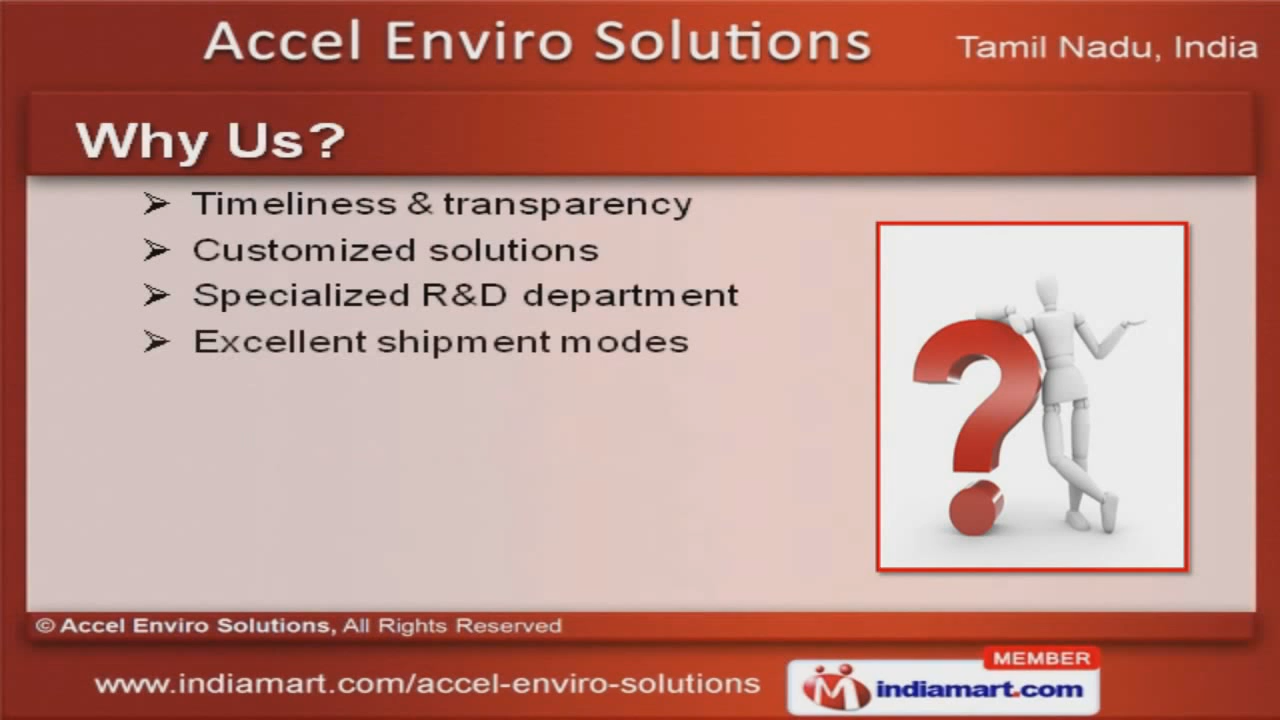 Accel Enviro Solutions
Tamil Nadu, India
Why Us?
➢ Timeliness & transparency
➢ Customized solutions
➢ Specialized R&D department
➢ Excellent shipment modes
© Accel Enviro Solutions, All Rights Reserved
www.indiamart.com/accel-enviro-solutions
MEMBER
indiamart.com